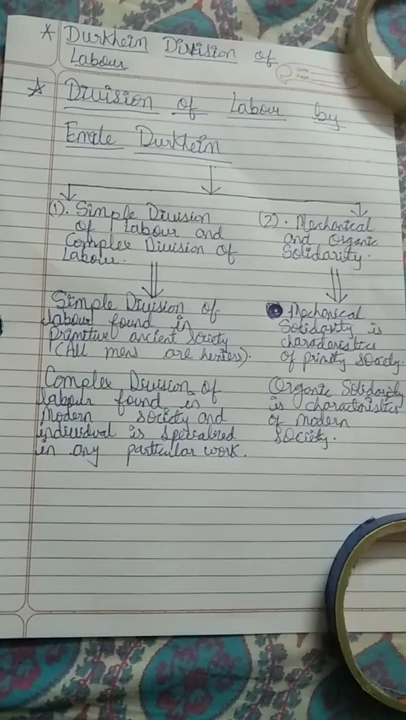 * Durkheim Division of
Labour
* Division of Labour by
Emile Durkheim
(1). Simple Division
of Labour and
Complex Division of
Labour.
(2). Mechanical
and Organic
Solidarity.
Simple Division of
labour found in
primitive ancient society
(All mens are hunters).
Complex Division of
labour found in
Modern society and
individual is specialised
in any particular work.
Mechanical
Solidarity is
characteristics
of society
(Organic Solidarity
is characteristics
of modern
society.